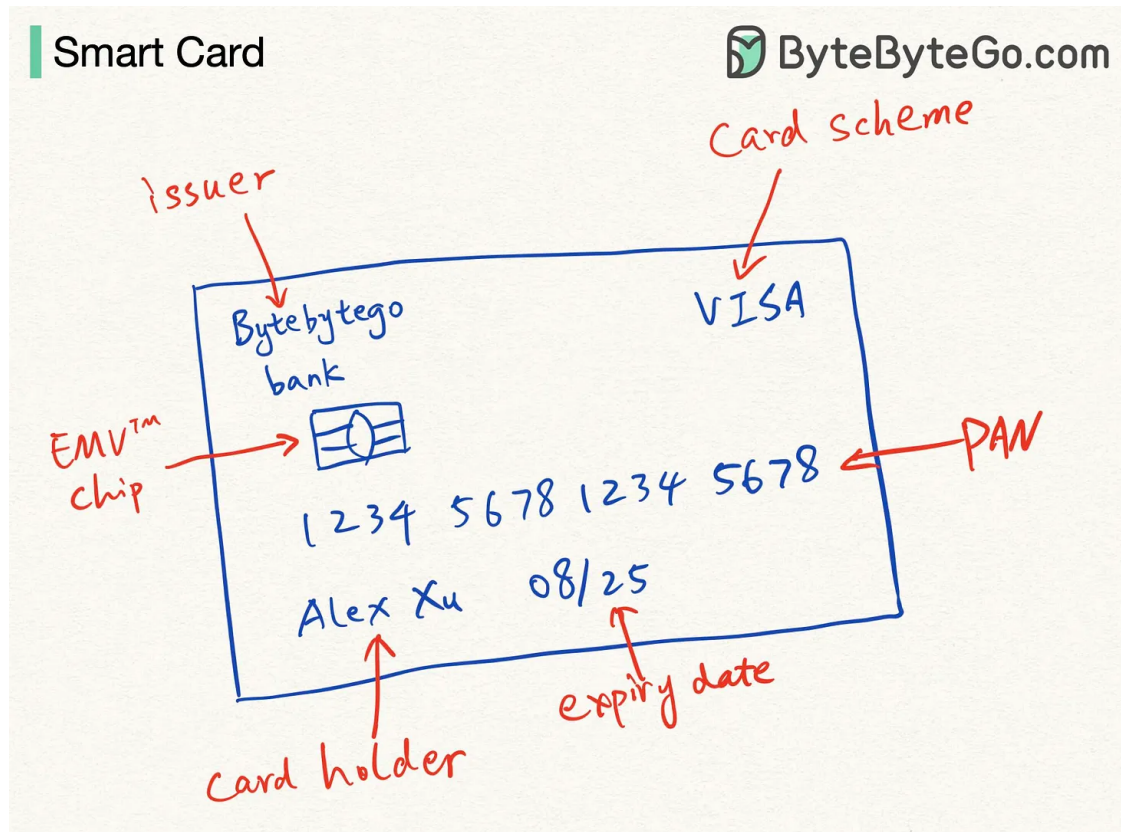 Smart Card
ByteByteGo.com
Card scheme
issuer
Bytebytego
bank
VISA
EMV™
chip
PAN
1234 5678 1234 5678
Alex Xu 08/25
expiry date
card holder